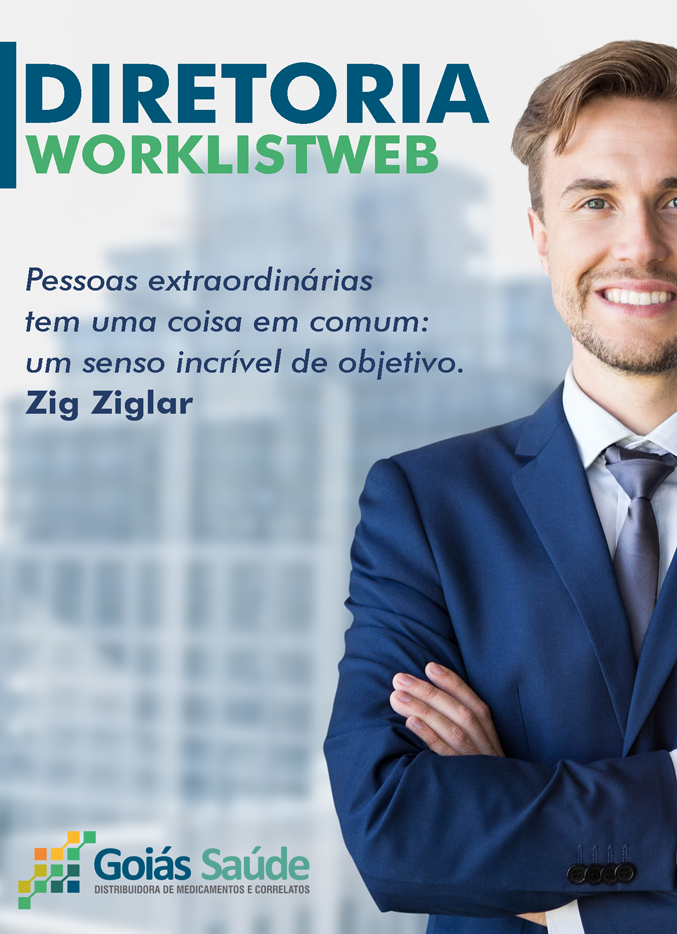 DIRETORIA
WORKLISTWEB
Pessoas extraordinárias
tem uma coisa em comum:
um senso incrível de objetivo.
Zig Ziglar
Goiás Saúde
DISTRIBUIDORA DE MEDICAMENTOS E CORRELATOS